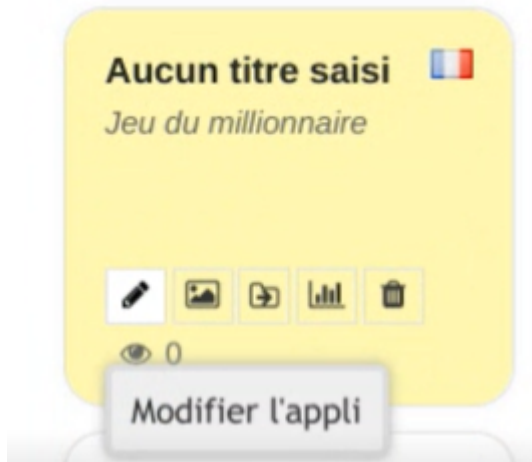 Aucun titre saisi
Jeu du millionnaire
0
Modifier l'appli